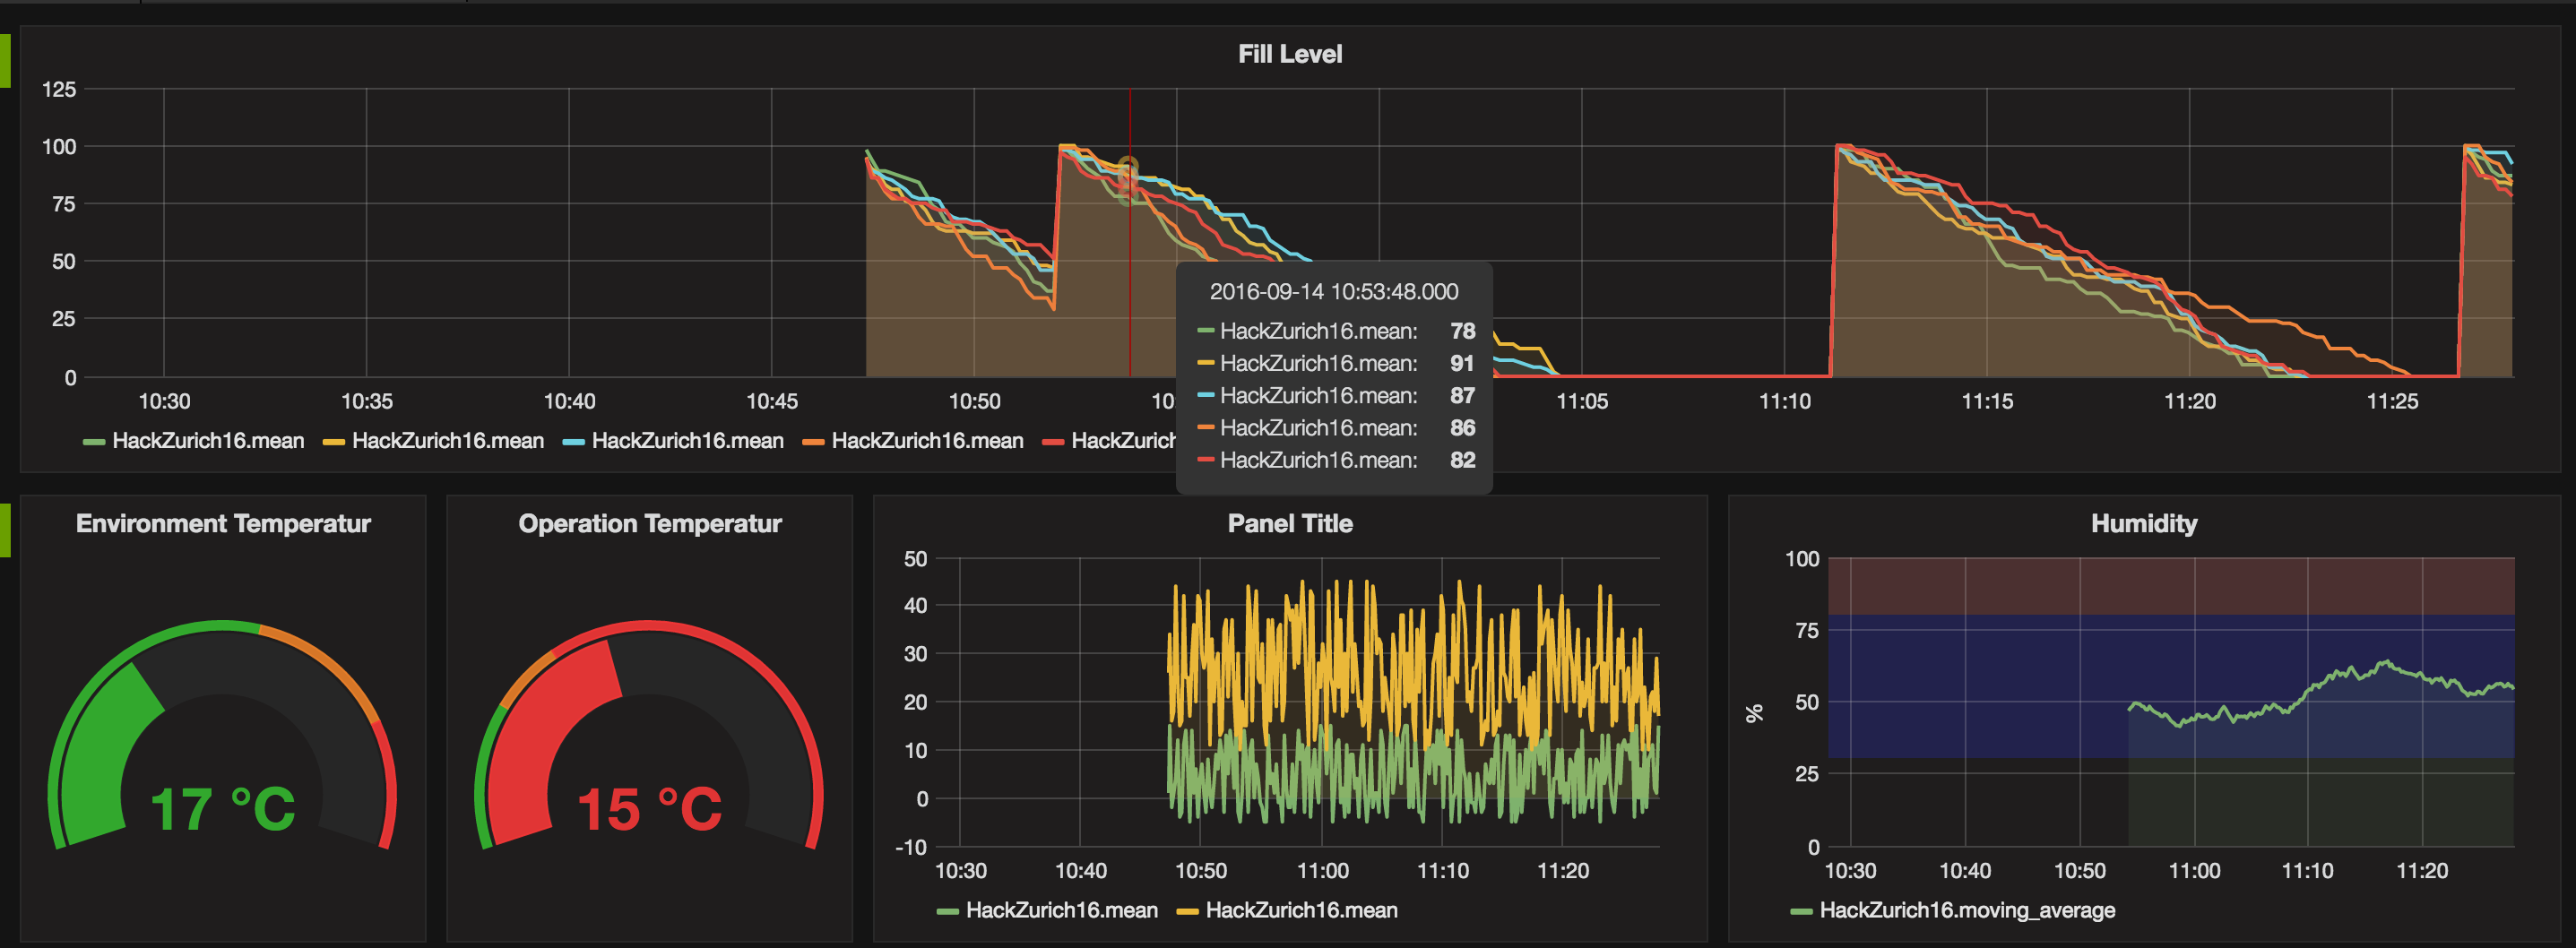 Fill Level
125
100
75
50
25
0
10:30 10:35 10:40 10:45 10:50 10 11:05 11:10 11:15 11:20 11:25
HackZurich16.mean HackZurich16.mean HackZurich16.mean HackZurich16.mean HackZurich
2016-09-14 10:53:48.000
HackZurich16.mean: 78
HackZurich16.mean: 91
HackZurich16.mean: 87
HackZurich16.mean: 86
HackZurich16.mean: 82
Environment Temperatur
17 °C
Operation Temperatur
15 °C
Panel Title
50
40
30
20
10
0
-10
10:30 10:40 10:50 11:00 11:10 11:20
HackZurich16.mean HackZurich16.mean
Humidity
%
100
75
50
25
0
10:30 10:40 10:50 11:00 11:10 11:20
HackZurich16.moving_average